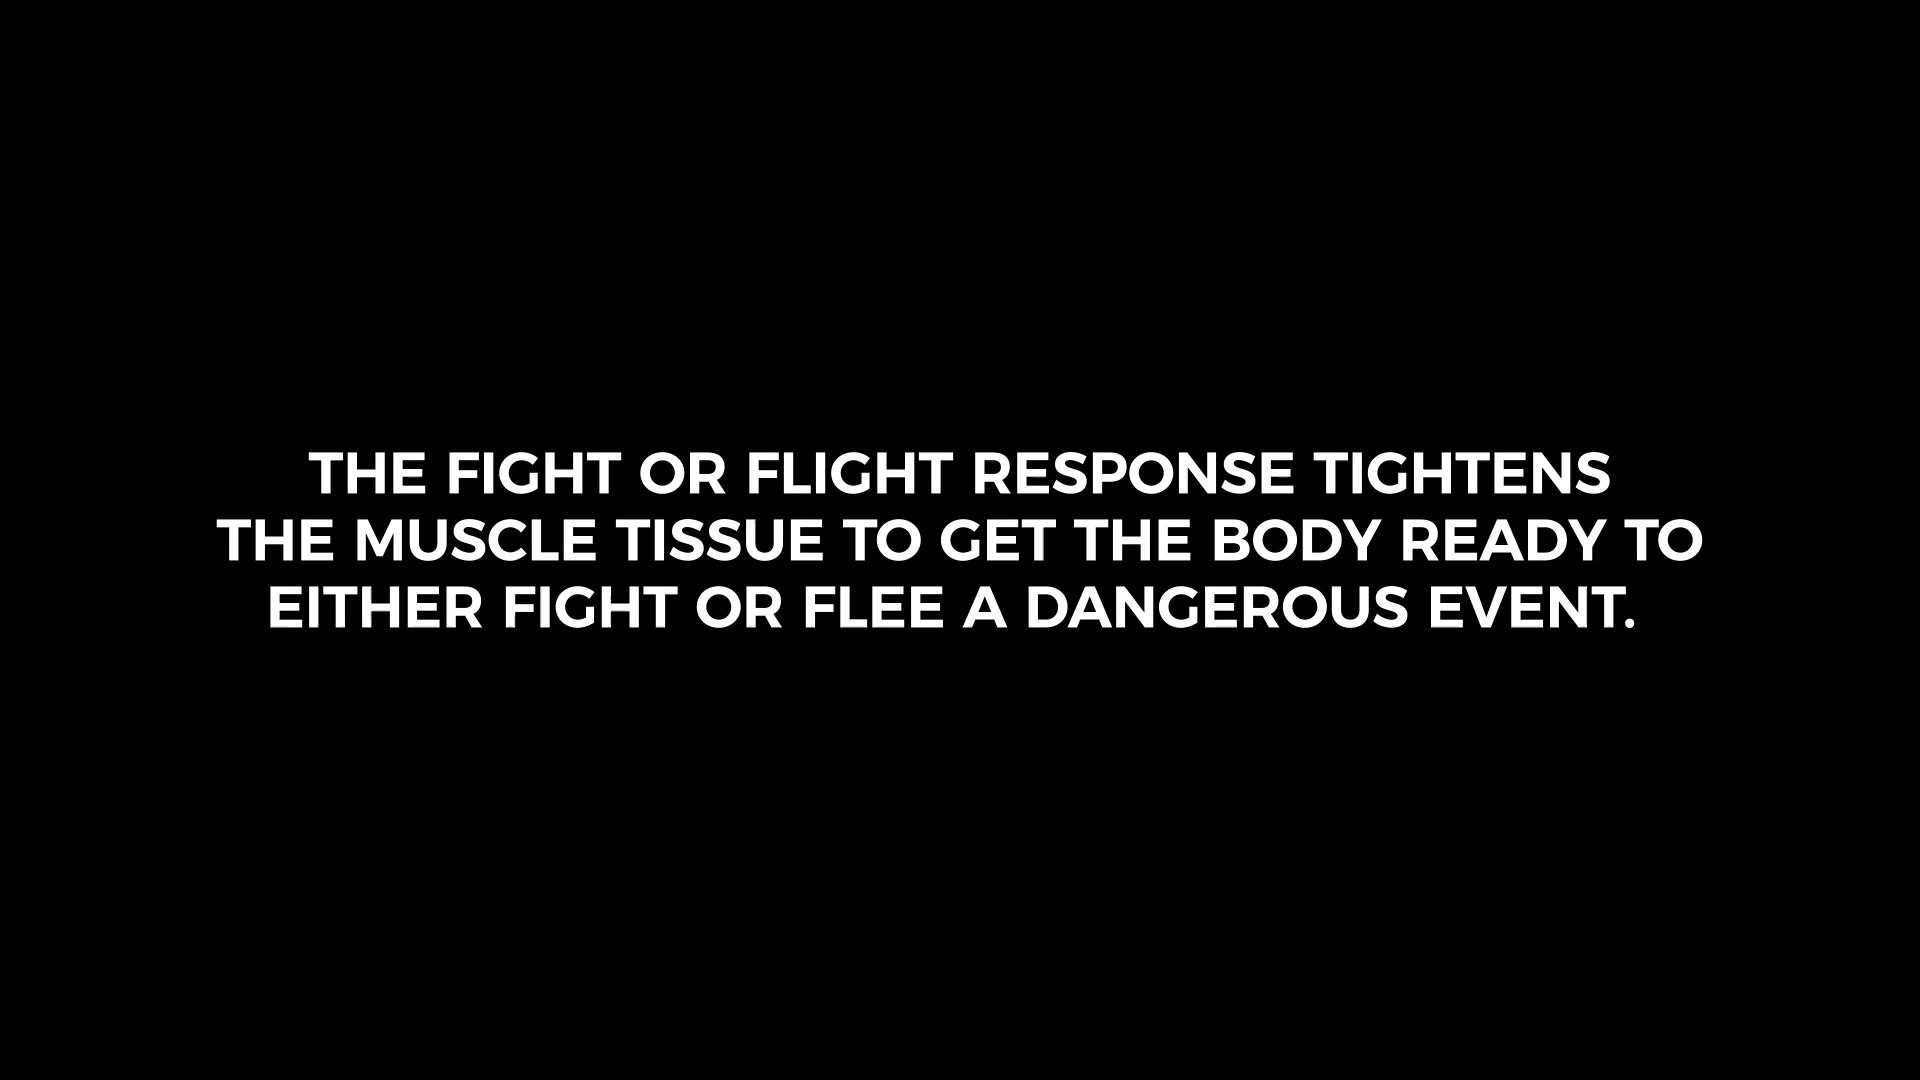 THE FIGHT OR FLIGHT RESPONSE TIGHTENS
THE MUSCLE TISSUE TO GET THE BODY READY TO
EITHER FIGHT OR FLEE A DANGEROUS EVENT.